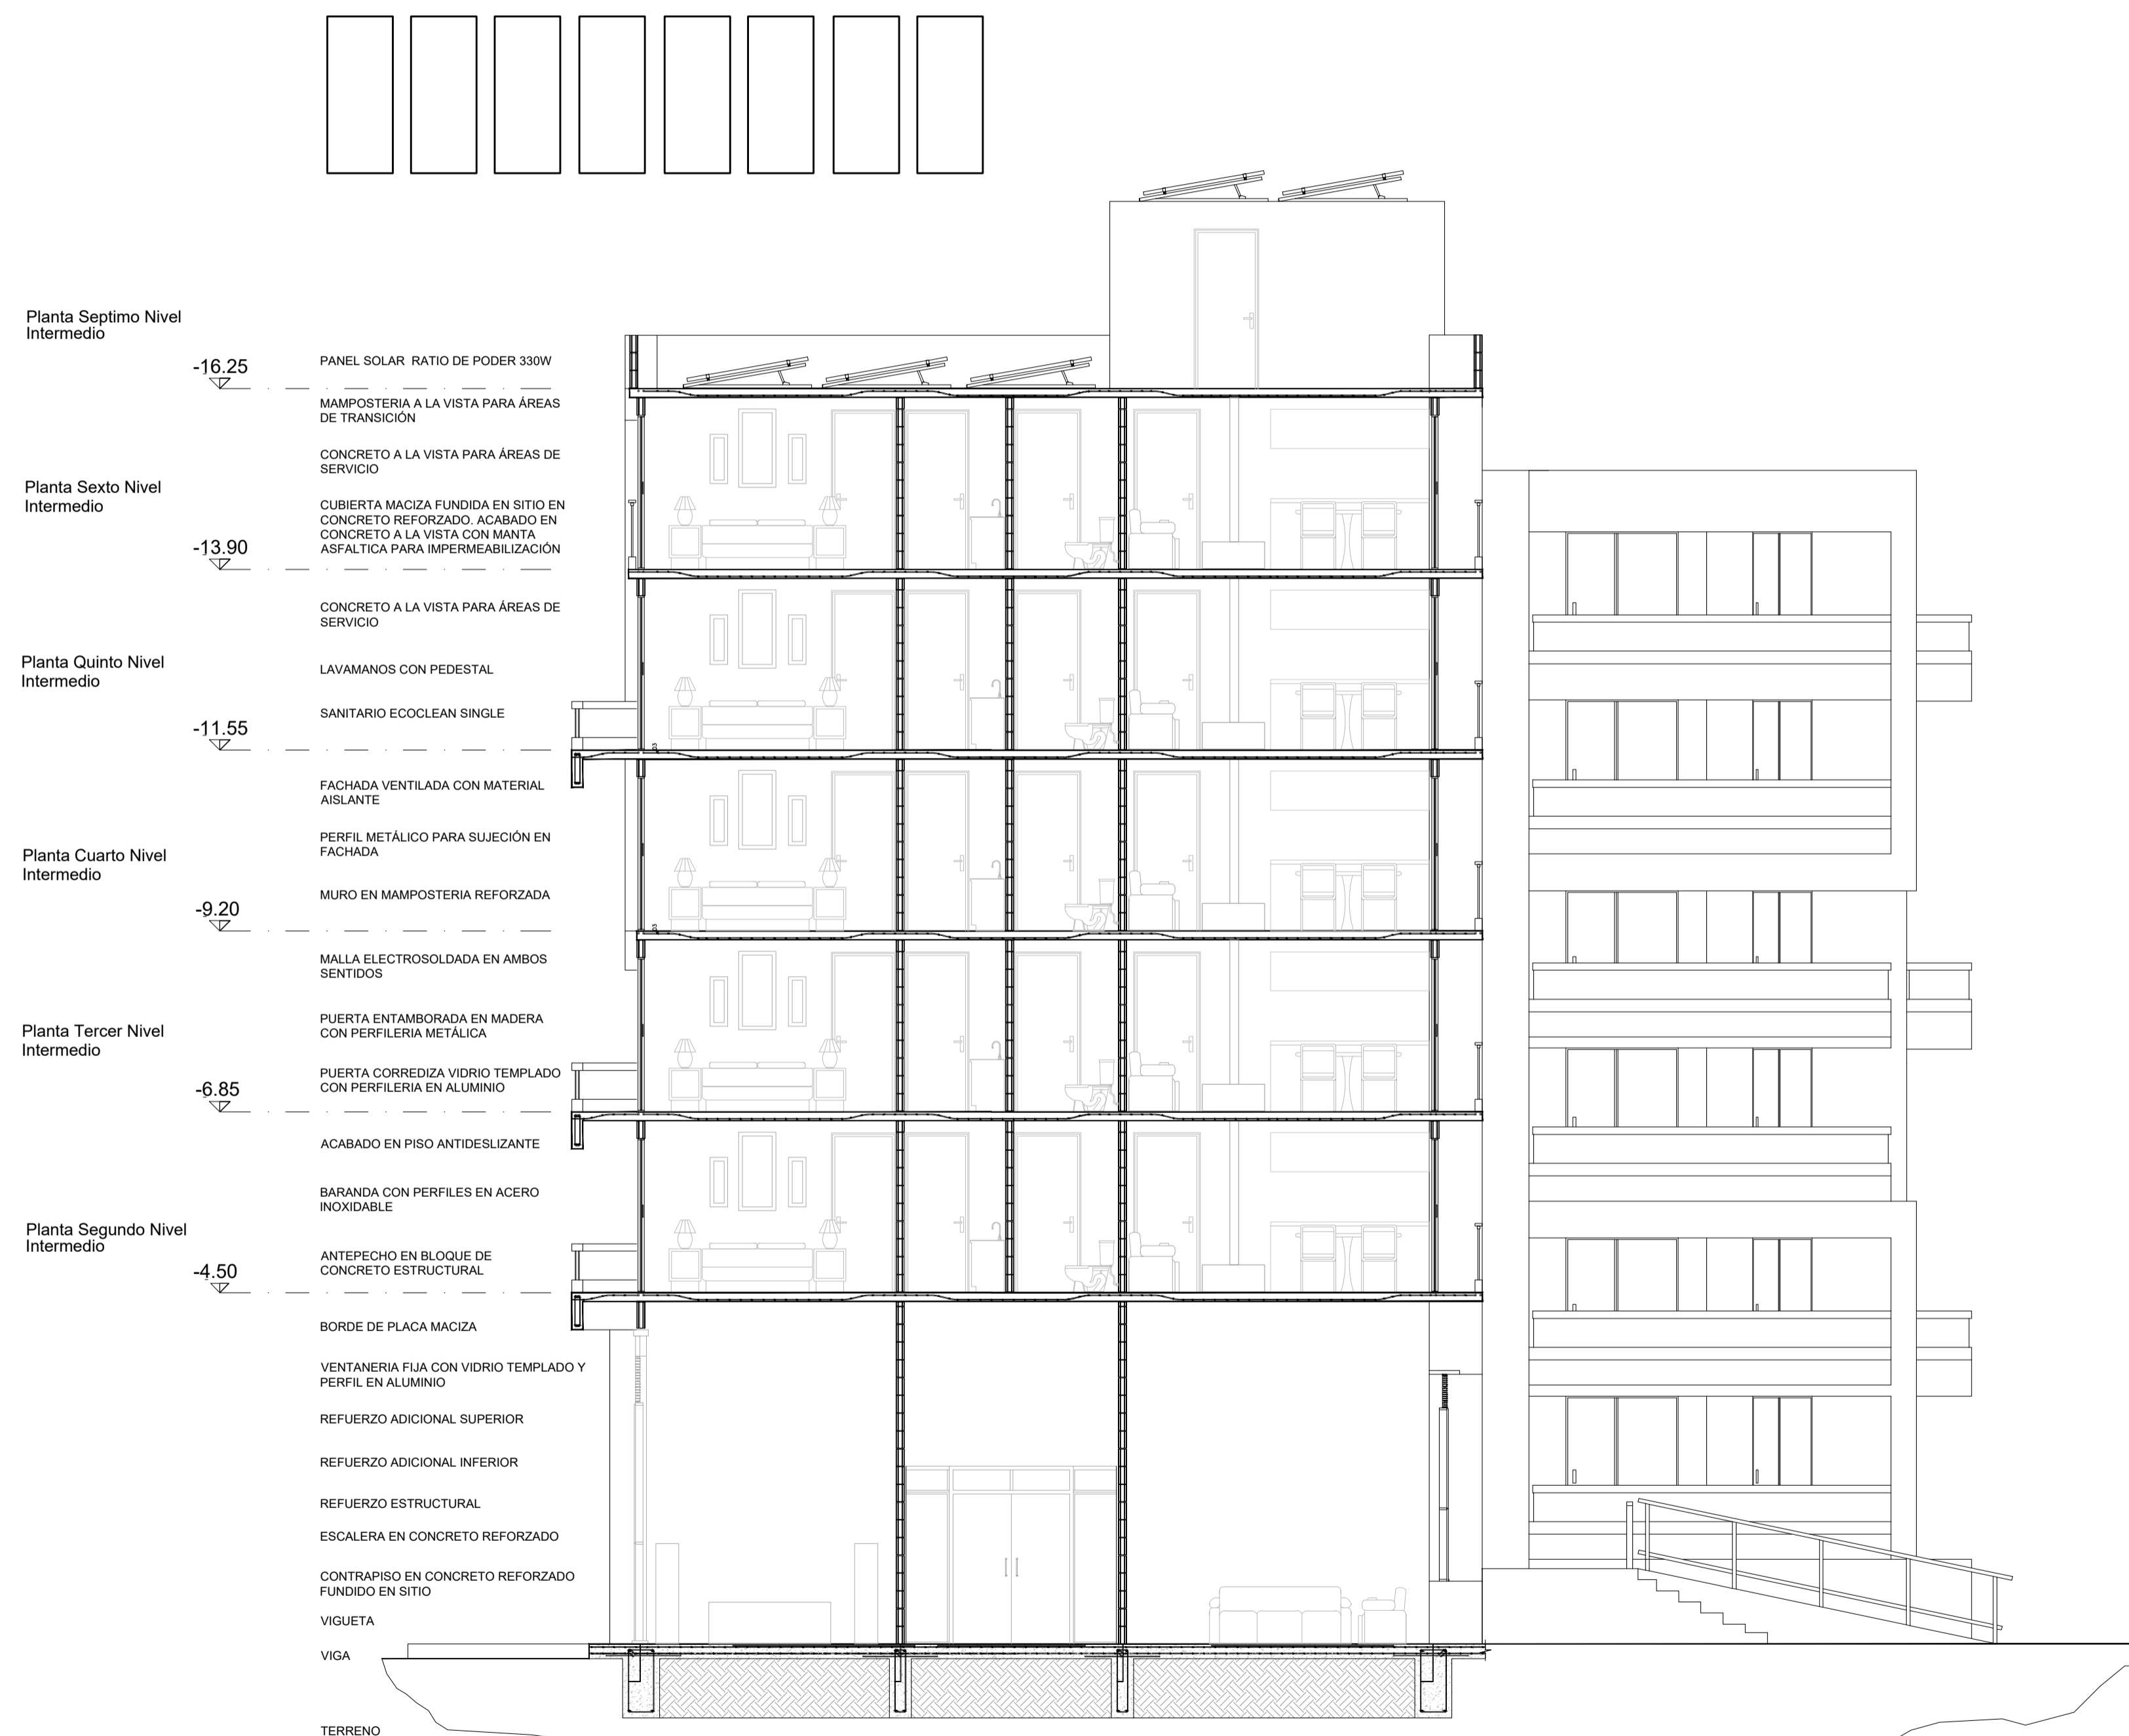 Planta Septimo Nivel
Intermedio
-16.25
PANEL SOLAR RATIO DE PODER 330W
MAMPOSTERIA A LA VISTA PARA ÁREAS
DE TRANSICIÓN
CONCRETO A LA VISTA PARA ÁREAS DE
SERVICIO
Planta Sexto Nivel
Intermedio
CUBIERTA MACIZA FUNDIDA EN SITIO EN
CONCRETO REFORZADO. ACABADO EN
CONCRETO A LA VISTA CON MANTA
ASFALTICA PARA IMPERMEABILIZACIÓN
-13.90
CONCRETO A LA VISTA PARA ÁREAS DE
SERVICIO
Planta Quinto Nivel
Intermedio
LAVAMANOS CON PEDESTAL
SANITARIO ECOCLEAN SINGLE
-11.55
FACHADA VENTILADA CON MATERIAL
AISLANTE
PERFIL METÁLICO PARA SUJECIÓN EN
FACHADA
Planta Cuarto Nivel
Intermedio
MURO EN MAMPOSTERIA REFORZADA
-9.20
MALLA ELECTROSOLDADA EN AMBOS
SENTIDOS
PUERTA ENTAMBORADA EN MADERA
CON PERFILERIA METÁLICA
Planta Tercer Nivel
Intermedio
PUERTA CORREDIZA VIDRIO TEMPLADO
CON PERFILERIA EN ALUMINIO
-6.85
ACABADO EN PISO ANTIDESLIZANTE
BARANDA CON PERFILES EN ACERO
INOXIDABLE
Planta Segundo Nivel
Intermedio
ANTEPECHO EN BLOQUE DE
CONCRETO ESTRUCTURAL
-4.50
BORDE DE PLACA MACIZA
VENTANERIA FIJA CON VIDRIO TEMPLADO Y
PERFIL EN ALUMINIO
REFUERZO ADICIONAL SUPERIOR
REFUERZO ADICIONAL INFERIOR
REFUERZO ESTRUCTURAL
ESCALERA EN CONCRETO REFORZADO
CONTRAPISO EN CONCRETO REFORZADO
FUNDIDO EN SITIO
VIGUETA
VIGA
TERRENO